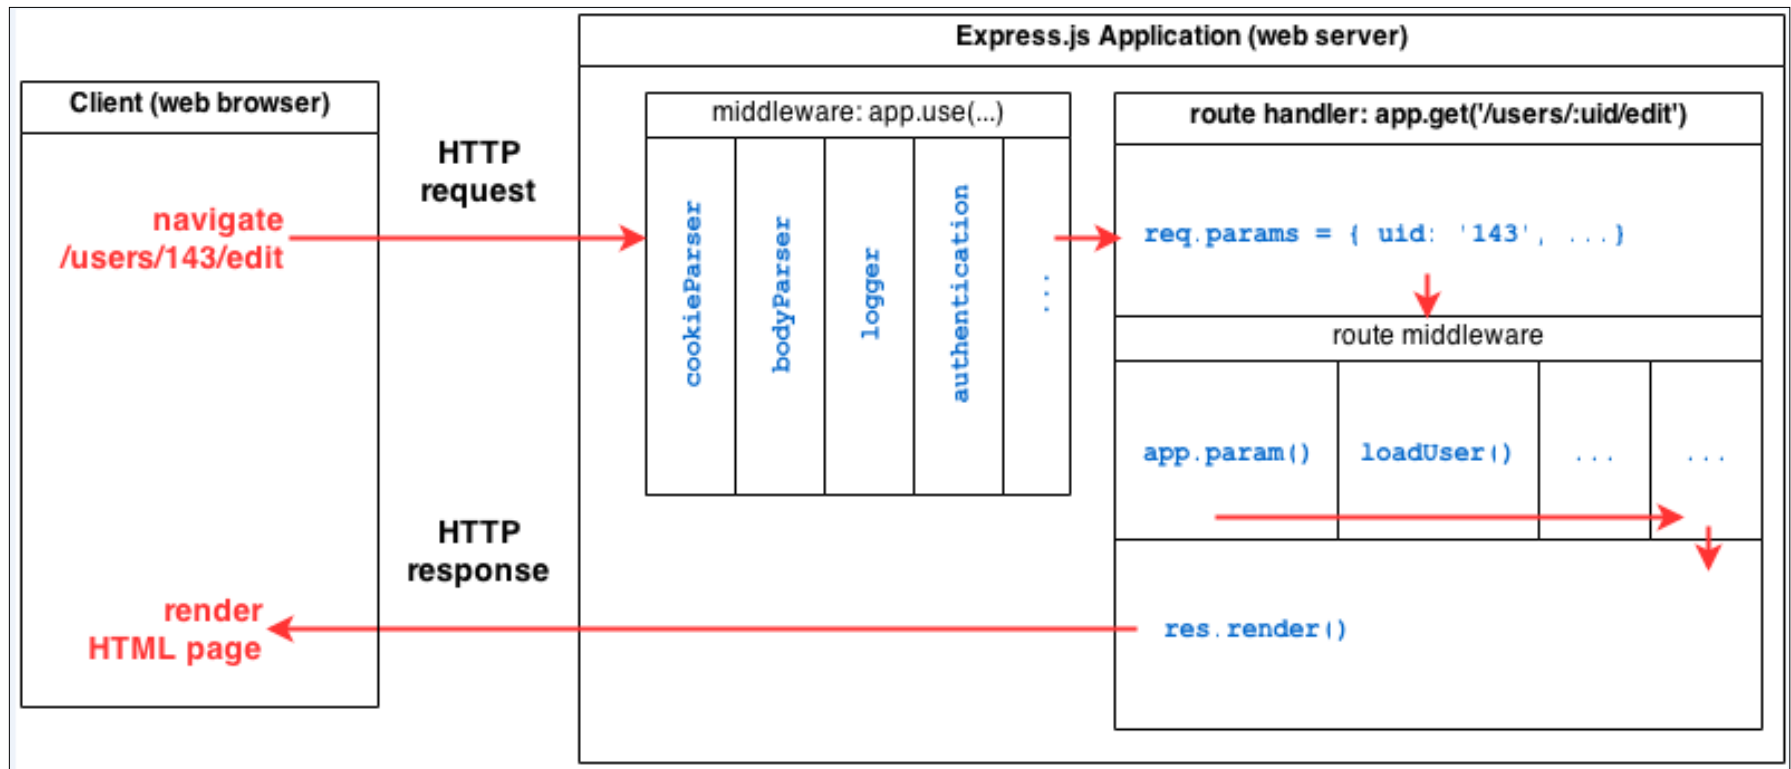 Express.js Application (web server)
Client (web browser)
middleware: app.use(...)
route handler: app.get('/users/:uid/edit')
HTTP
request
navigate
/users/143/edit
cookieParser
bodyParser
logger
authentication
...
req.params = { uid: '143', ...}
route middleware
app.param()
loadUser()
...
...
HTTP
response
render
HTML page
res.render()